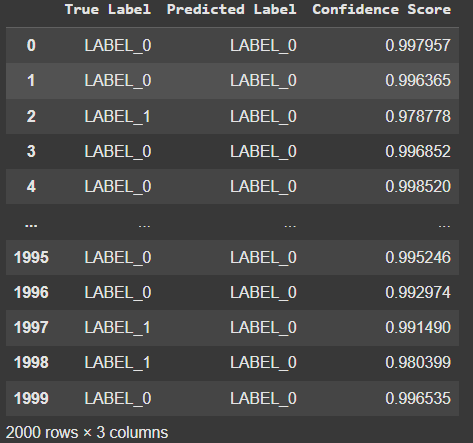 True Label Predicted Label Confidence Score
0 LABEL_0 LABEL_0 0.997957
1 LABEL_0 LABEL_0 0.996365
2 LABEL_1 LABEL_0 0.978778
3 LABEL_0 LABEL_0 0.996852
4 LABEL_0 LABEL_0 0.998520
... ... ... ...
1995 LABEL_0 LABEL_0 0.995246
1996 LABEL_0 LABEL_0 0.992974
1997 LABEL_1 LABEL_0 0.991490
1998 LABEL_1 LABEL_0 0.980399
1999 LABEL_0 LABEL_0 0.996535
2000 rows × 3 columns